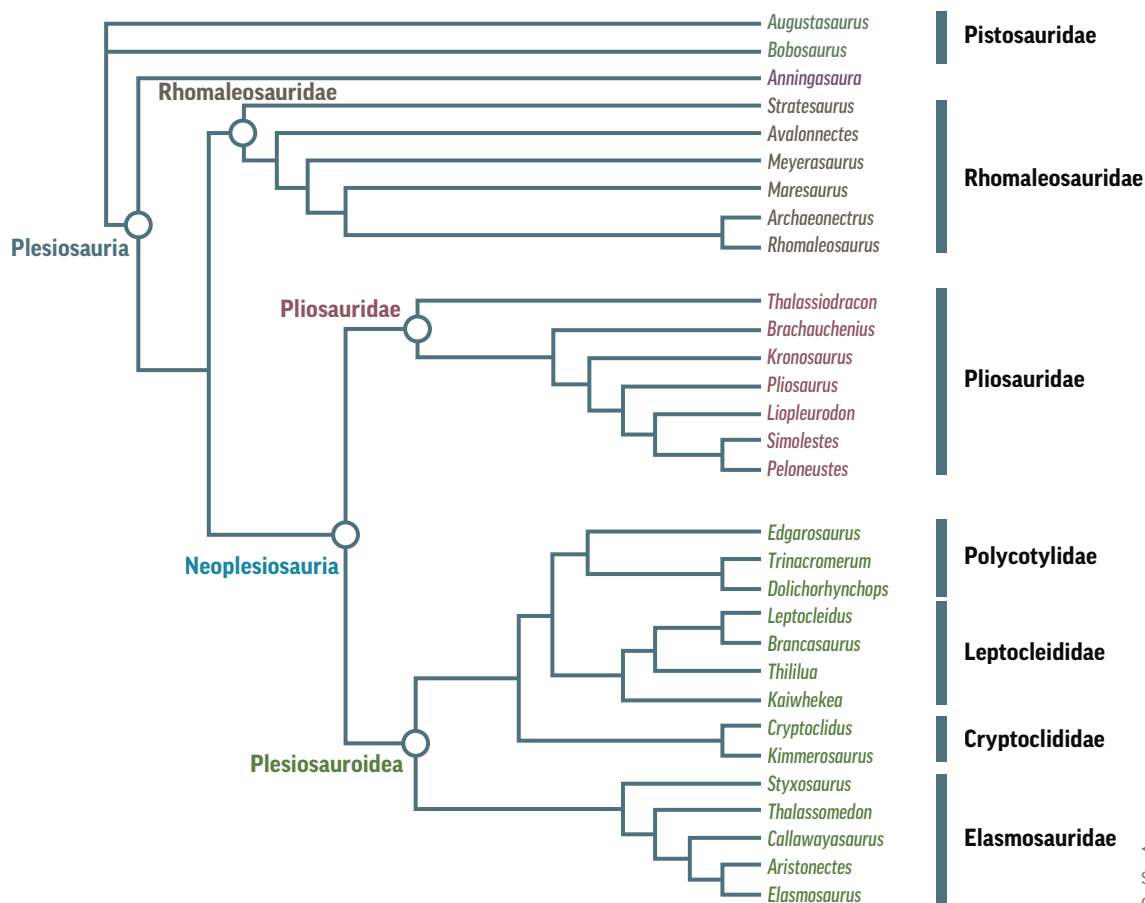 Augustasaurus
Pistosauridae
Bobosaurus
Anningasaura
Rhomaleosauridae
Stratesaurus
Avalonnectes
Meyerasaurus
Rhomaleosauridae
Maresaurus
Archaeonectrus
Rhomaleosaurus
Plesiosauria
Pliosauridae
Thalassiodracon
Brachauchenius
Kronosaurus
Pliosaurus
Pliosauridae
Liopleurodon
Simolestes
Peloneustes
Neoplesiosauria
Edgarosaurus
Trinacromerum
Polycotylidae
Dolichorhynchops
Leptocleidus
Brancasaurus
Leptocleididae
Thililua
Kaiwhekea
Cryptoclidus
Cryptoclididae
Kimmerosaurus
Plesiosauroidea
Styxosaurus
Thalassomedon
Callawayasaurus
Elasmosauridae
Aristonectes
Elasmosaurus